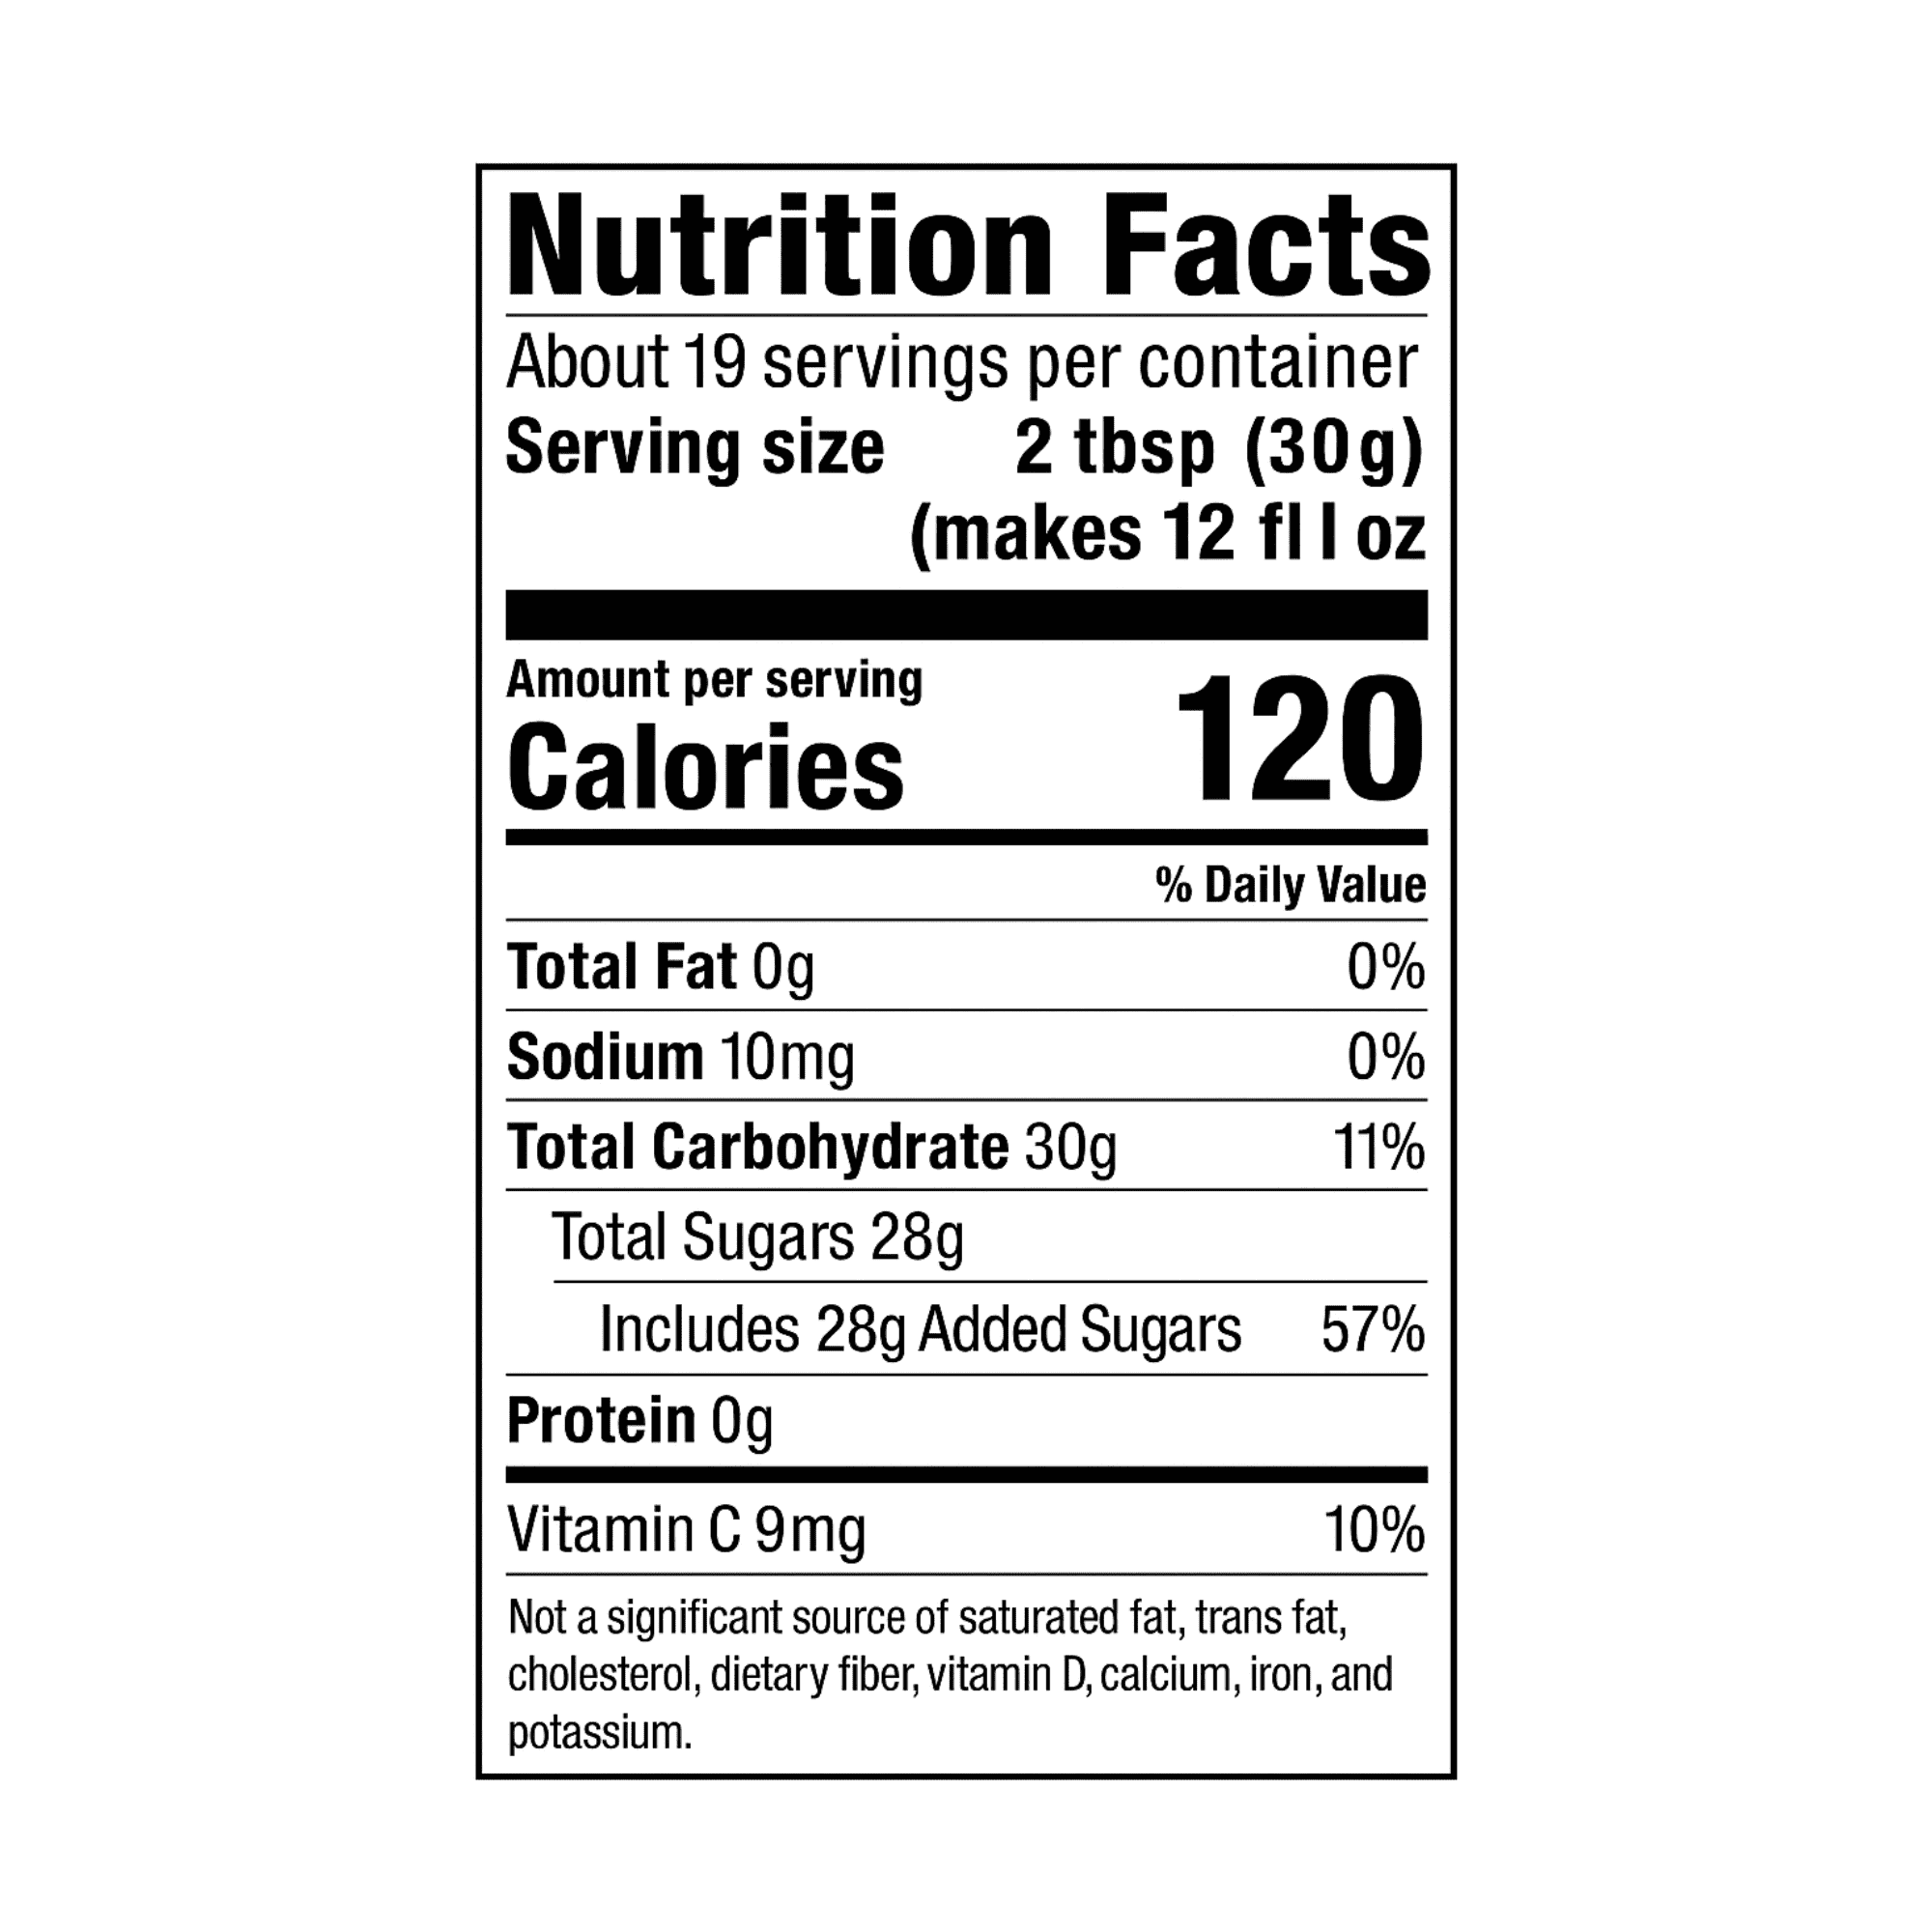 Nutrition Facts
About 19 servings per container
Serving size 2 tbsp (30g)
(makes 12 fl l oz
Amount per serving
Calories 120
% Daily Value
Total Fat 0g 0%
Sodium 10mg 0%
Total Carbohydrate 30g 11%
Total Sugars 28g
Includes 28g Added Sugars 57%
Protein 0g
Vitamin C 9mg 10%
Not a significant source of saturated fat, trans fat,
cholesterol, dietary fiber, vitamin D, calcium, iron, and
potassium.